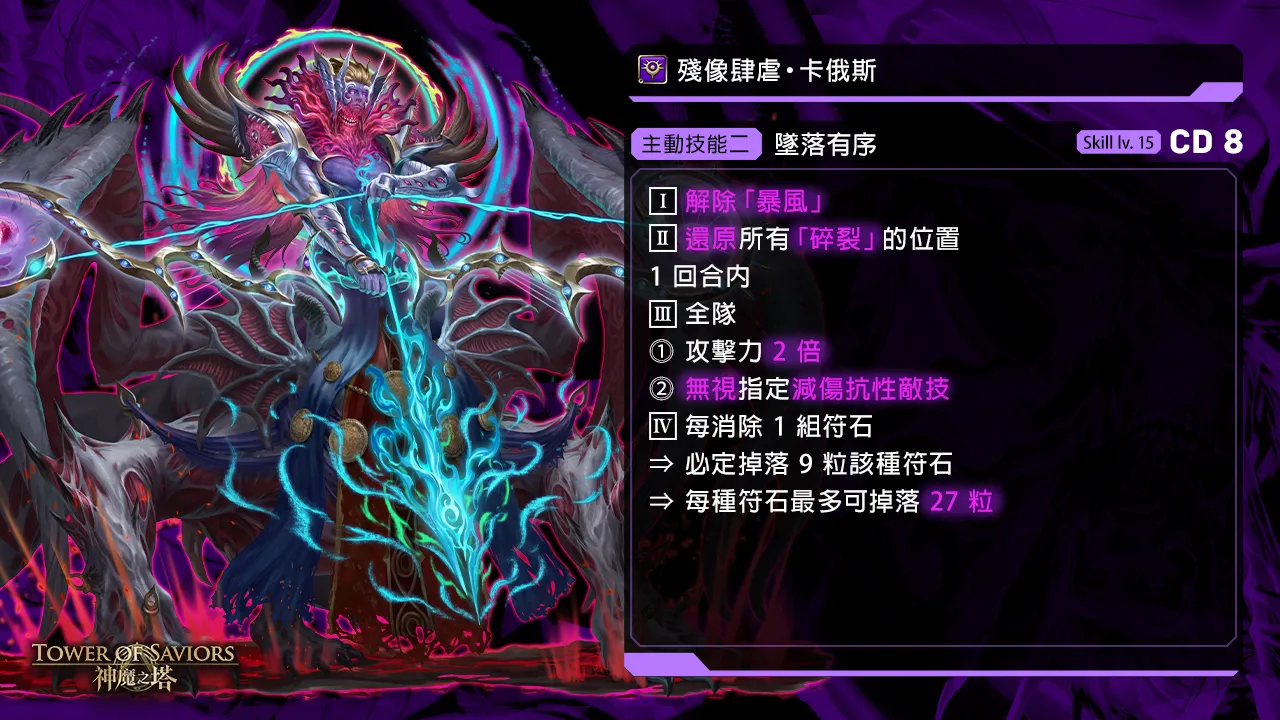 殘像肆虐・卡俄斯
主動技能二 墜落有序 Skill lv. 15 CD 8
I 解除「暴風」
II 還原所有「碎裂」的位置
1 回合內
III 全隊
① 攻擊力 2 倍
② 無視指定減傷抗性敵技
IV 每消除 1 組符石
⇒ 必定掉落 9 粒該種符石
⇒ 每種符石最多可掉落 27 粒
TOWER OF SAVIORS
神魔之塔